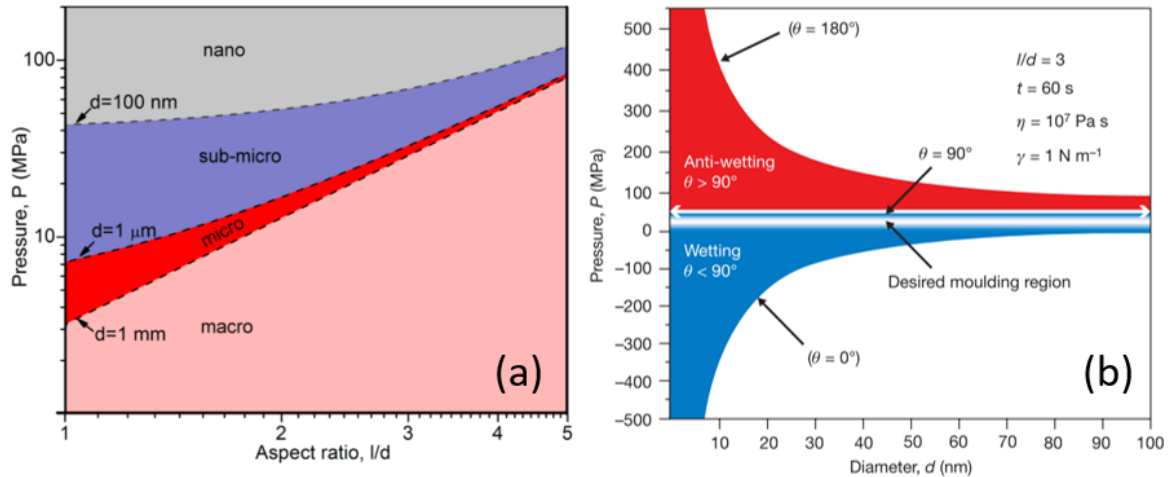 100
10
Pressure, P (MPa)
nano
d=100 nm
sub-micro
d=1 μm
micro
d=1 mm
macro
(a)
1
2
3
4
5
Aspect ratio, l/d
500
400
300
200
100
0
−100
−200
−300
−400
−500
Pressure, P (MPa)
(θ = 180°)
l/d = 3
t = 60 s
η = 10⁷ Pa s
γ = 1 N m⁻¹
Anti-wetting
θ > 90°
θ = 90°
Wetting
θ < 90°
Desired moulding region
(θ = 0°)
(b)
10
20
30
40
50
60
70
80
90
100
Diameter, d (nm)